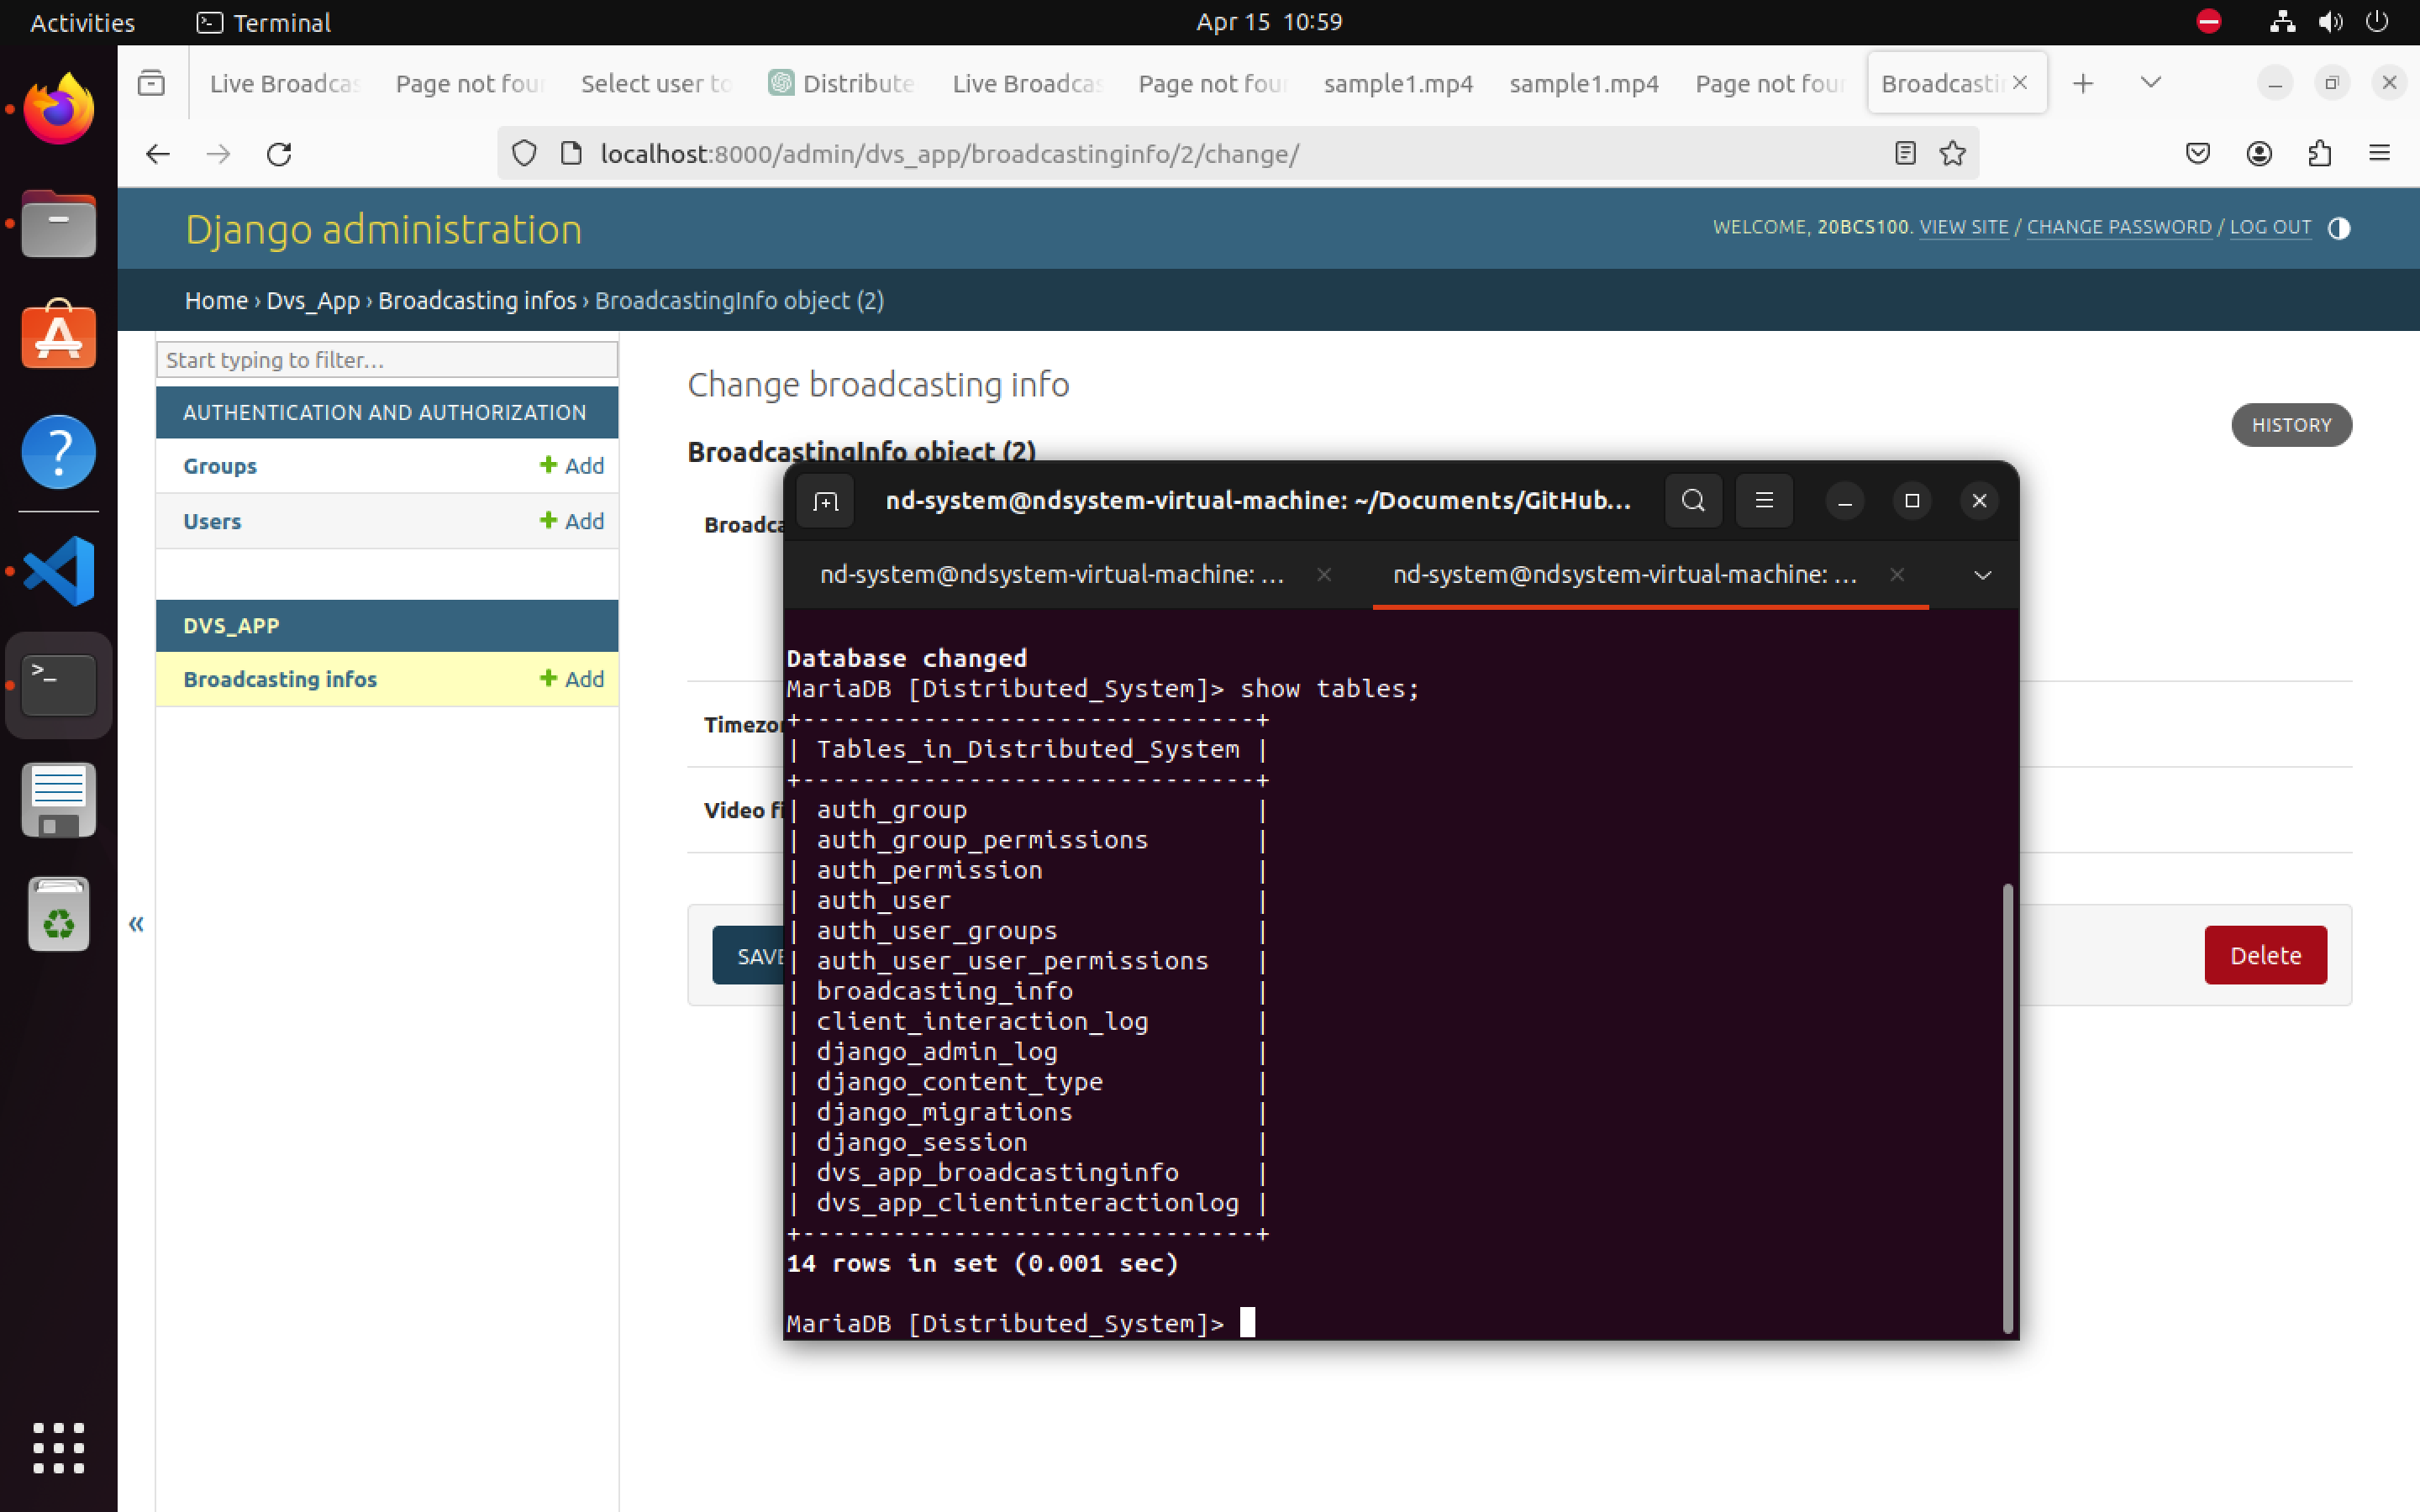 Activities
Terminal
Apr 15 10:59
Live Broadcas
Page not four
Select user to
Distribute
Live Broadcas
Page not four
sample1.mp4
sample1.mp4
Page not four
Broadcastir
localhost:8000/admin/dvs_app/broadcastinginfo/2/change/
Django administration
WELCOME, 20BCS100. VIEW SITE / CHANGE PASSWORD / LOG OUT
Home › Dvs_App › Broadcasting infos › BroadcastingInfo object (2)
Start typing to filter…
AUTHENTICATION AND AUTHORIZATION
Groups
Add
Users
Add
DVS_APP
Broadcasting infos
Add
«
Change broadcasting info
HISTORY
BroadcastingInfo object (2)
Broadca
Timezo
Video fi
SAVE
Delete
nd-system@ndsystem-virtual-machine: ~/Documents/GitHub...
nd-system@ndsystem-virtual-machine: ...
nd-system@ndsystem-virtual-machine: ...
Database changed
MariaDB [Distributed_System]> show tables;
+------------------------------+
| Tables_in_Distributed_System |
+------------------------------+
| auth_group                   |
| auth_group_permissions       |
| auth_permission              |
| auth_user                    |
| auth_user_groups             |
| auth_user_user_permissions   |
| broadcasting_info            |
| client_interaction_log       |
| django_admin_log             |
| django_content_type          |
| django_migrations            |
| django_session               |
| dvs_app_broadcastinginfo     |
| dvs_app_clientinteractionlog |
+------------------------------+
14 rows in set (0.001 sec)
MariaDB [Distributed_System]>